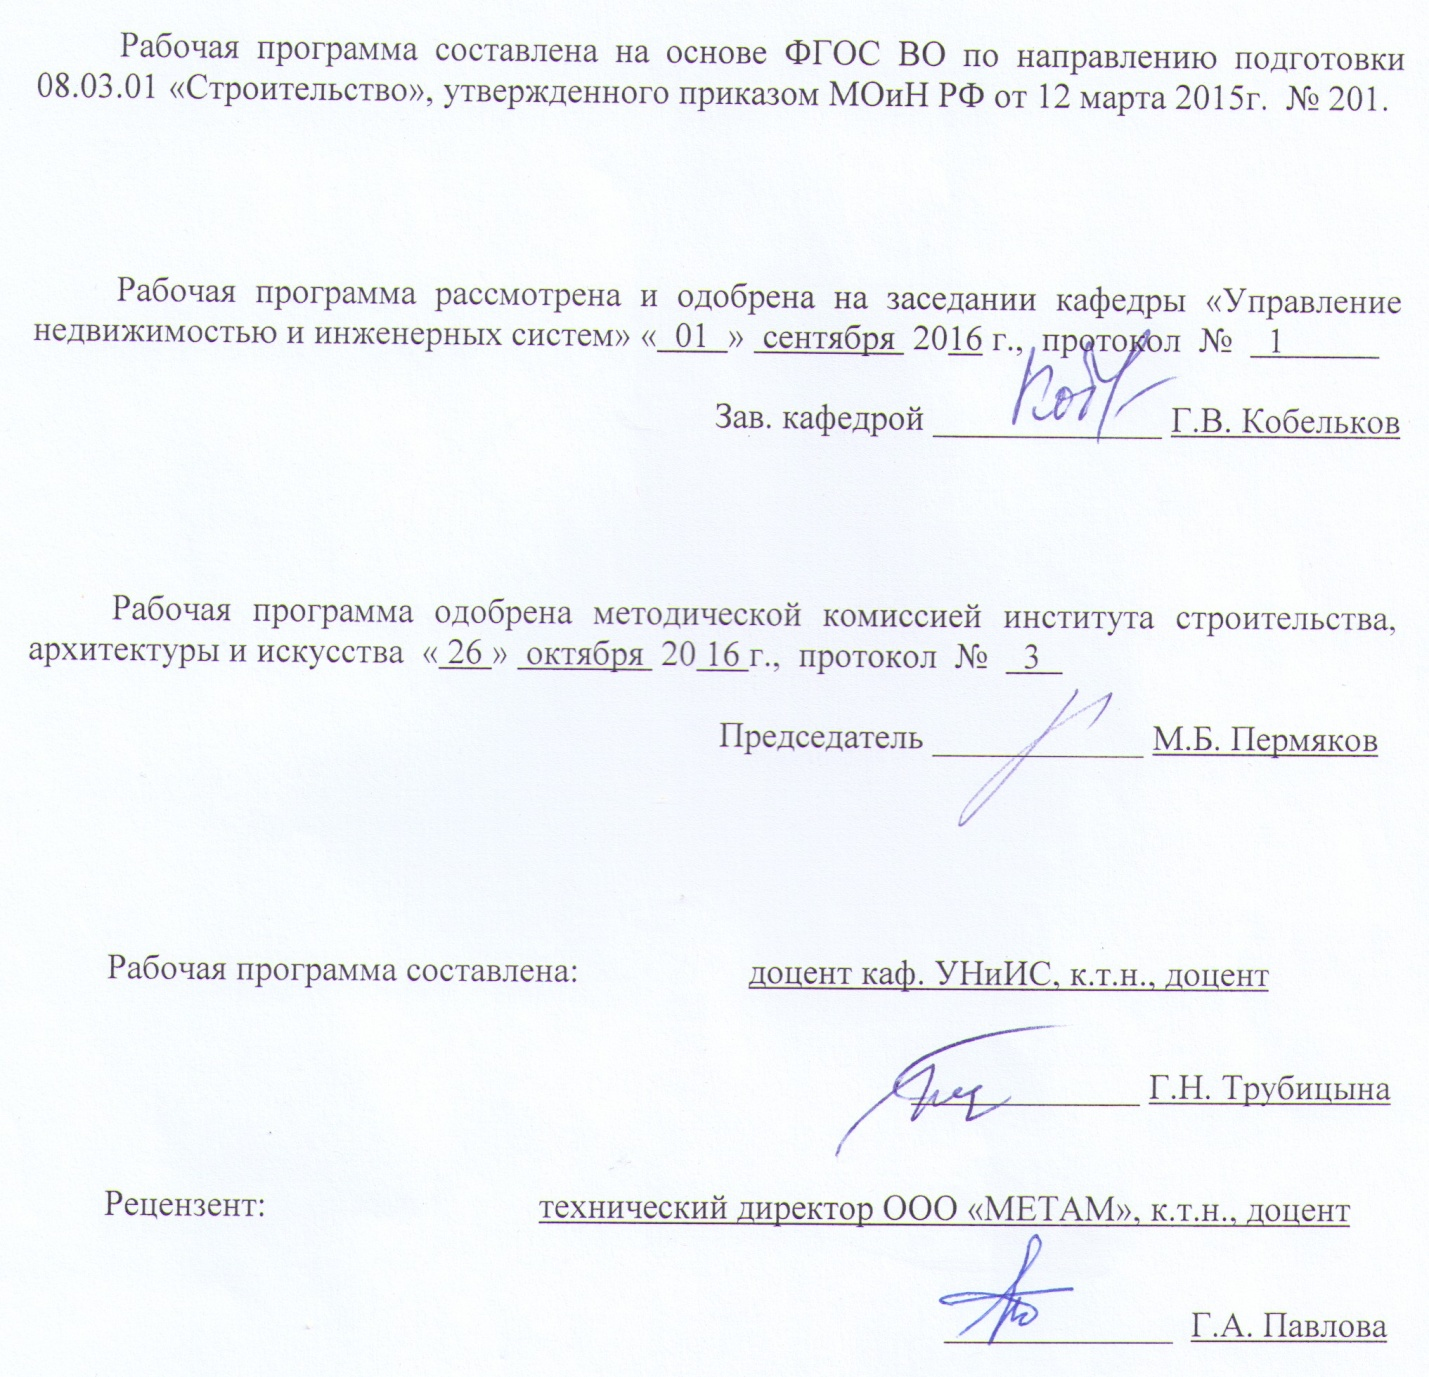 Рабочая программа составлена на основе ФГОС ВО по направлению подготовки
08.03.01 «Строительство», утвержденного приказом МОиН РФ от 12 марта 2015г. № 201.
Рабочая программа рассмотрена и одобрена на заседании кафедры «Управление
недвижимостью и инженерных систем» « 01 » сентября 2016 г., протокол № 1
Зав. кафедрой Г.В. Кобельков
Рабочая программа одобрена методической комиссией института строительства,
архитектуры и искусства « 26 » октября 20 16 г., протокол № 3
Председатель М.Б. Пермяков
Рабочая программа составлена: доцент каф. УНиИС, к.т.н., доцент
Г.Н. Трубицына
Рецензент: технический директор ООО «МЕТАМ», к.т.н., доцент
Г.А. Павлова